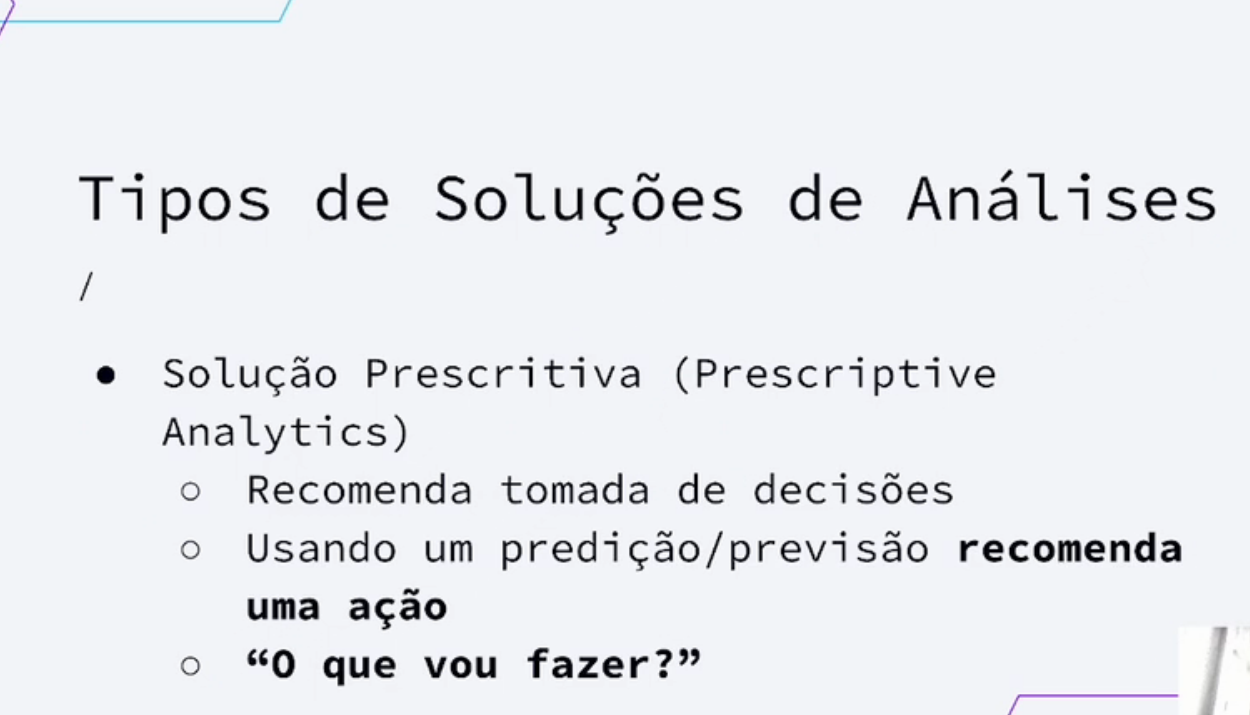 Tipos de Soluções de Análises
/
● Solução Prescritiva (Prescriptive
Analytics)
○ Recomenda tomada de decisões
○ Usando um predição/previsão recomenda
uma ação
○ “O que vou fazer?”